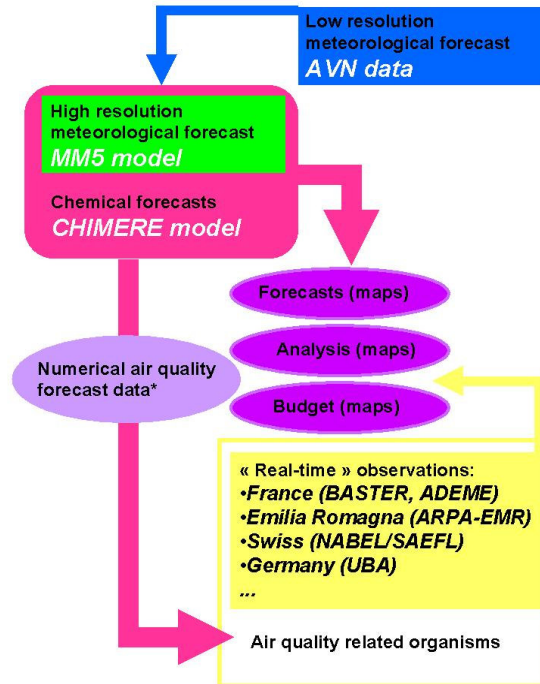 Low resolution
meteorological forecast
AVN data
High resolution
meteorological forecast
MM5 model
Chemical forecasts
CHIMERE model
Forecasts (maps)
Analysis (maps)
Numerical air quality
forecast data*
Budget (maps)
« Real-time » observations:
•France (BASTER, ADEME)
•Emilia Romagna (ARPA-EMR)
•Swiss (NABEL/SAEFL)
•Germany (UBA)
...
Air quality related organisms